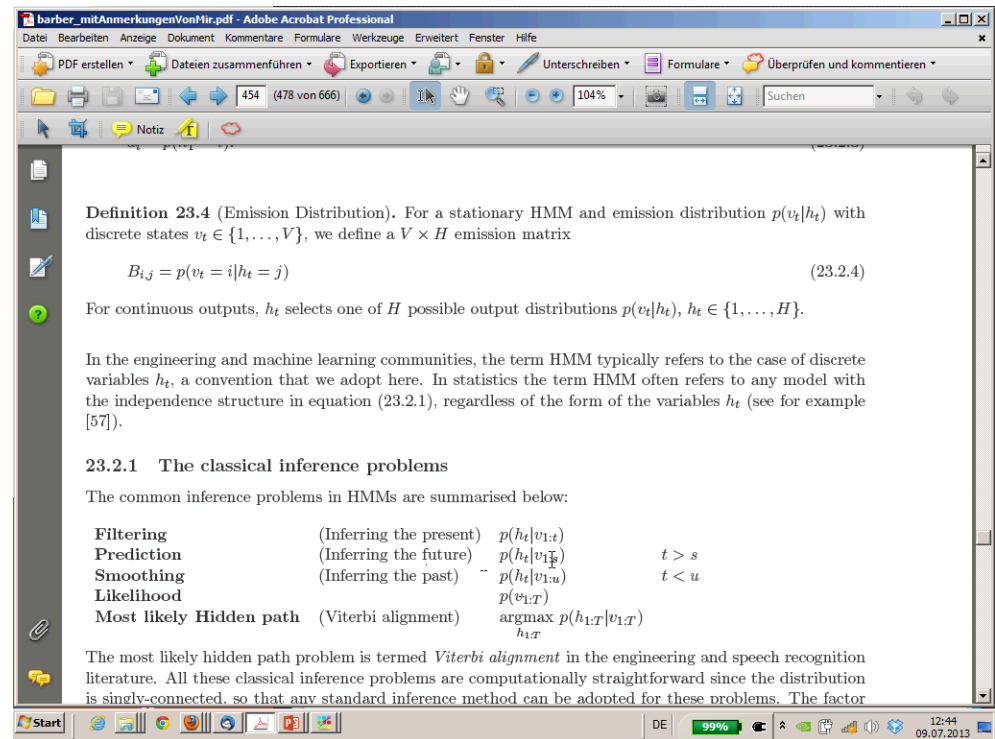 barber_mitAnmerkungenVonMir.pdf - Adobe Acrobat Professional
Datei Bearbeiten Anzeige Dokument Kommentare Formulare Werkzeuge Erweitert Fenster Hilfe
PDF erstellen Dateien zusammenführen Exportieren Unterschreiben Formulare Überprüfen und kommentieren
454 (478 von 666) 104% Suchen
Notiz
Definition 23.4 (Emission Distribution). For a stationary HMM and emission distribution p(v_t|h_t) with
discrete states v_t ∈ {1, . . . , V}, we define a V × H emission matrix
B_{i,j} = p(v_t = i|h_t = j) (23.2.4)
For continuous outputs, h_t selects one of H possible output distributions p(v_t|h_t), h_t ∈ {1, . . . , H}.
In the engineering and machine learning communities, the term HMM typically refers to the case of discrete
variables h_t, a convention that we adopt here. In statistics the term HMM often refers to any model with
the independence structure in equation (23.2.1), regardless of the form of the variables h_t (see for example
[57]).
23.2.1 The classical inference problems
The common inference problems in HMMs are summarised below:
Filtering (Inferring the present) p(h_t|v_{1:t})
Prediction (Inferring the future) p(h_t|v_{1:s}) t > s
Smoothing (Inferring the past) p(h_t|v_{1:u}) t < u
Likelihood p(v_{1:T})
Most likely Hidden path (Viterbi alignment) argmax p(h_{1:T}|v_{1:T})
h_{1:T}
The most likely hidden path problem is termed Viterbi alignment in the engineering and speech recognition
literature. All these classical inference problems are computationally straightforward since the distribution
is singly-connected, so that any standard inference method can be adopted for these problems. The factor
Start DE 99% 12:44
09.07.2013